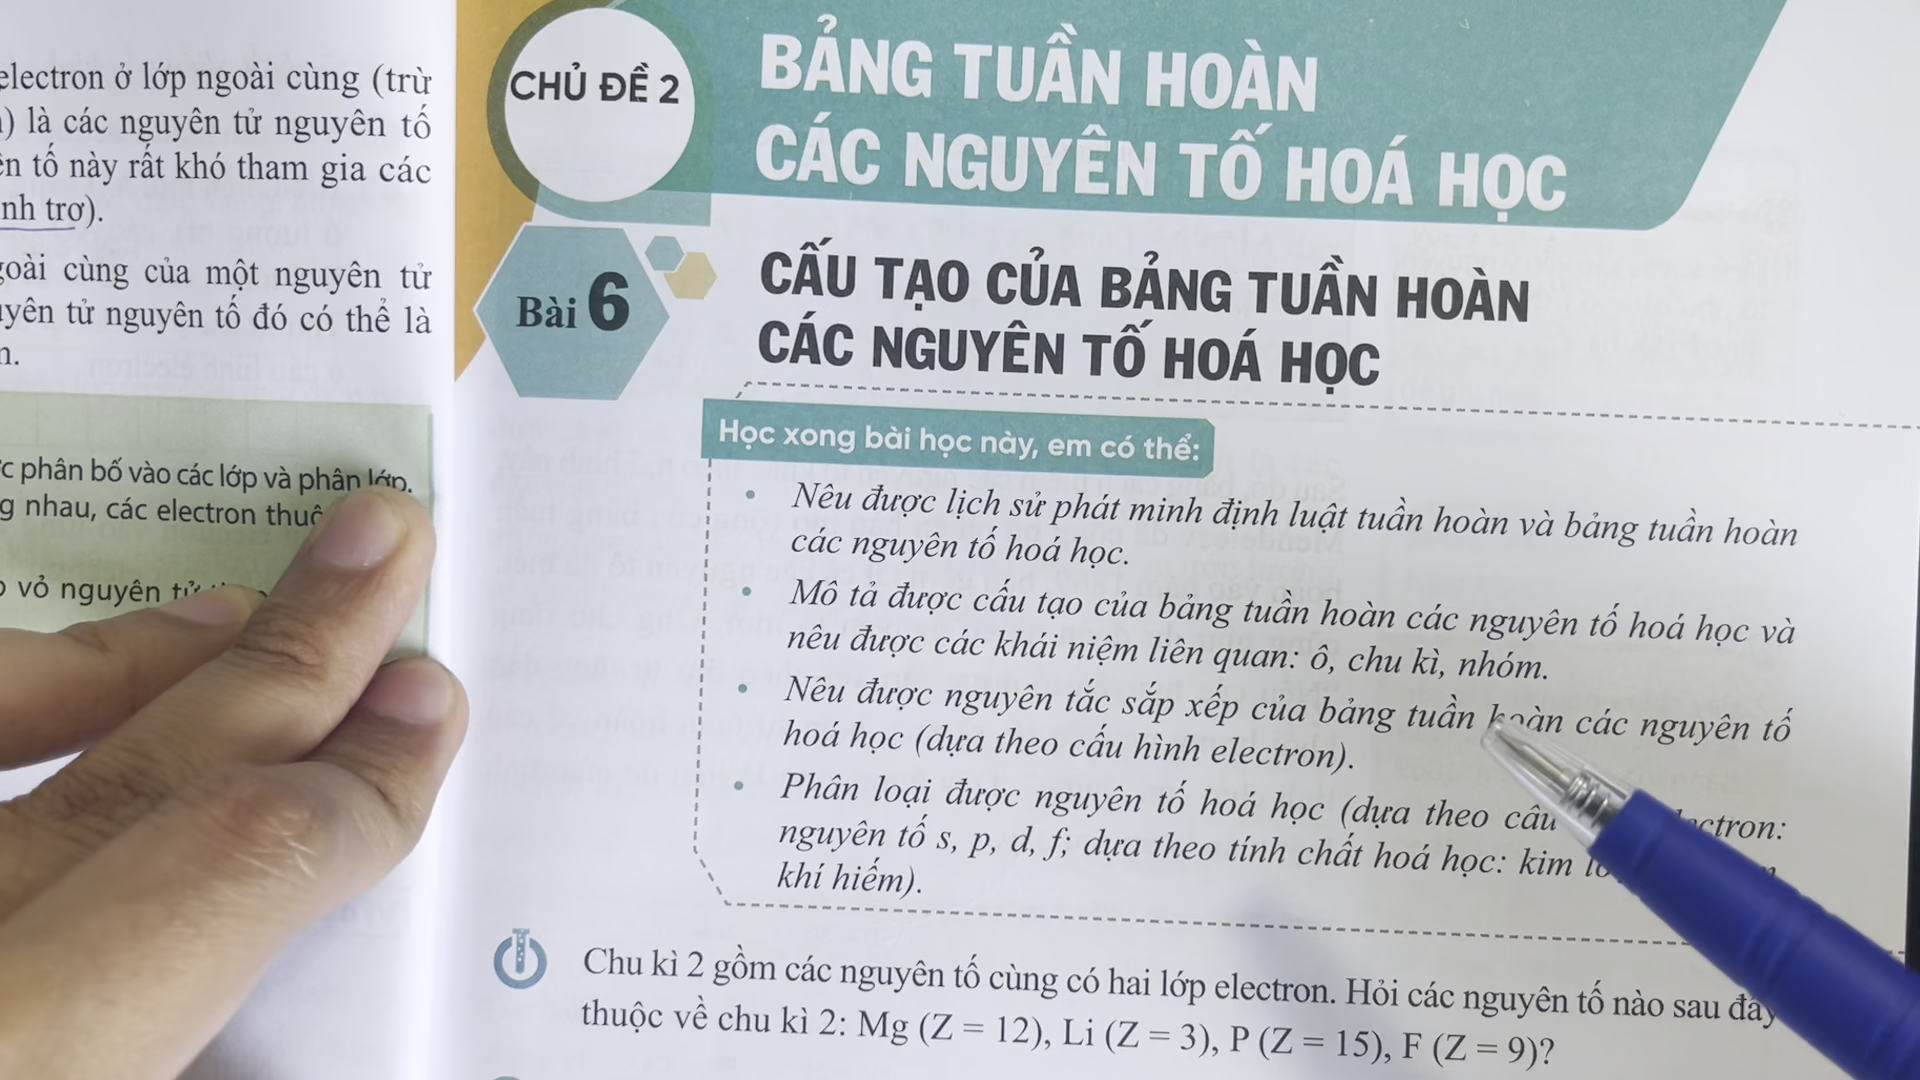 electron ở lớp ngoài cùng (trừ
là các nguyên tử nguyên tố
tố này rất khó tham gia các
trơ).
cùng của một nguyên tử
nguyên tố đó có thể là
phân bố vào các lớp và phân lớp.
nhau, các electron
vỏ nguyên tử
CHỦ ĐỀ 2
BẢNG TUẦN HOÀN
CÁC NGUYÊN TỐ HOÁ HỌC
Bài 6
CẤU TẠO CỦA BẢNG TUẦN HOÀN
CÁC NGUYÊN TỐ HOÁ HỌC
Học xong bài học này, em có thể:
• Nêu được lịch sử phát minh định luật tuần hoàn và bảng tuần hoàn
các nguyên tố hoá học.
• Mô tả được cấu tạo của bảng tuần hoàn các nguyên tố hoá học và
nêu được các khái niệm liên quan: ô, chu kì, nhóm.
• Nêu được nguyên tắc sắp xếp của bảng tuần hoàn các nguyên tố
hoá học (dựa theo cấu hình electron).
• Phân loại được nguyên tố hoá học (dựa theo cấu electron:
nguyên tố s, p, d, f; dựa theo tính chất hoá học: kim
khí hiếm).
Chu kì 2 gồm các nguyên tố cùng có hai lớp electron. Hỏi các nguyên tố nào sau đây
thuộc về chu kì 2: Mg (Z = 12), Li (Z = 3), P (Z = 15), F (Z = 9)?